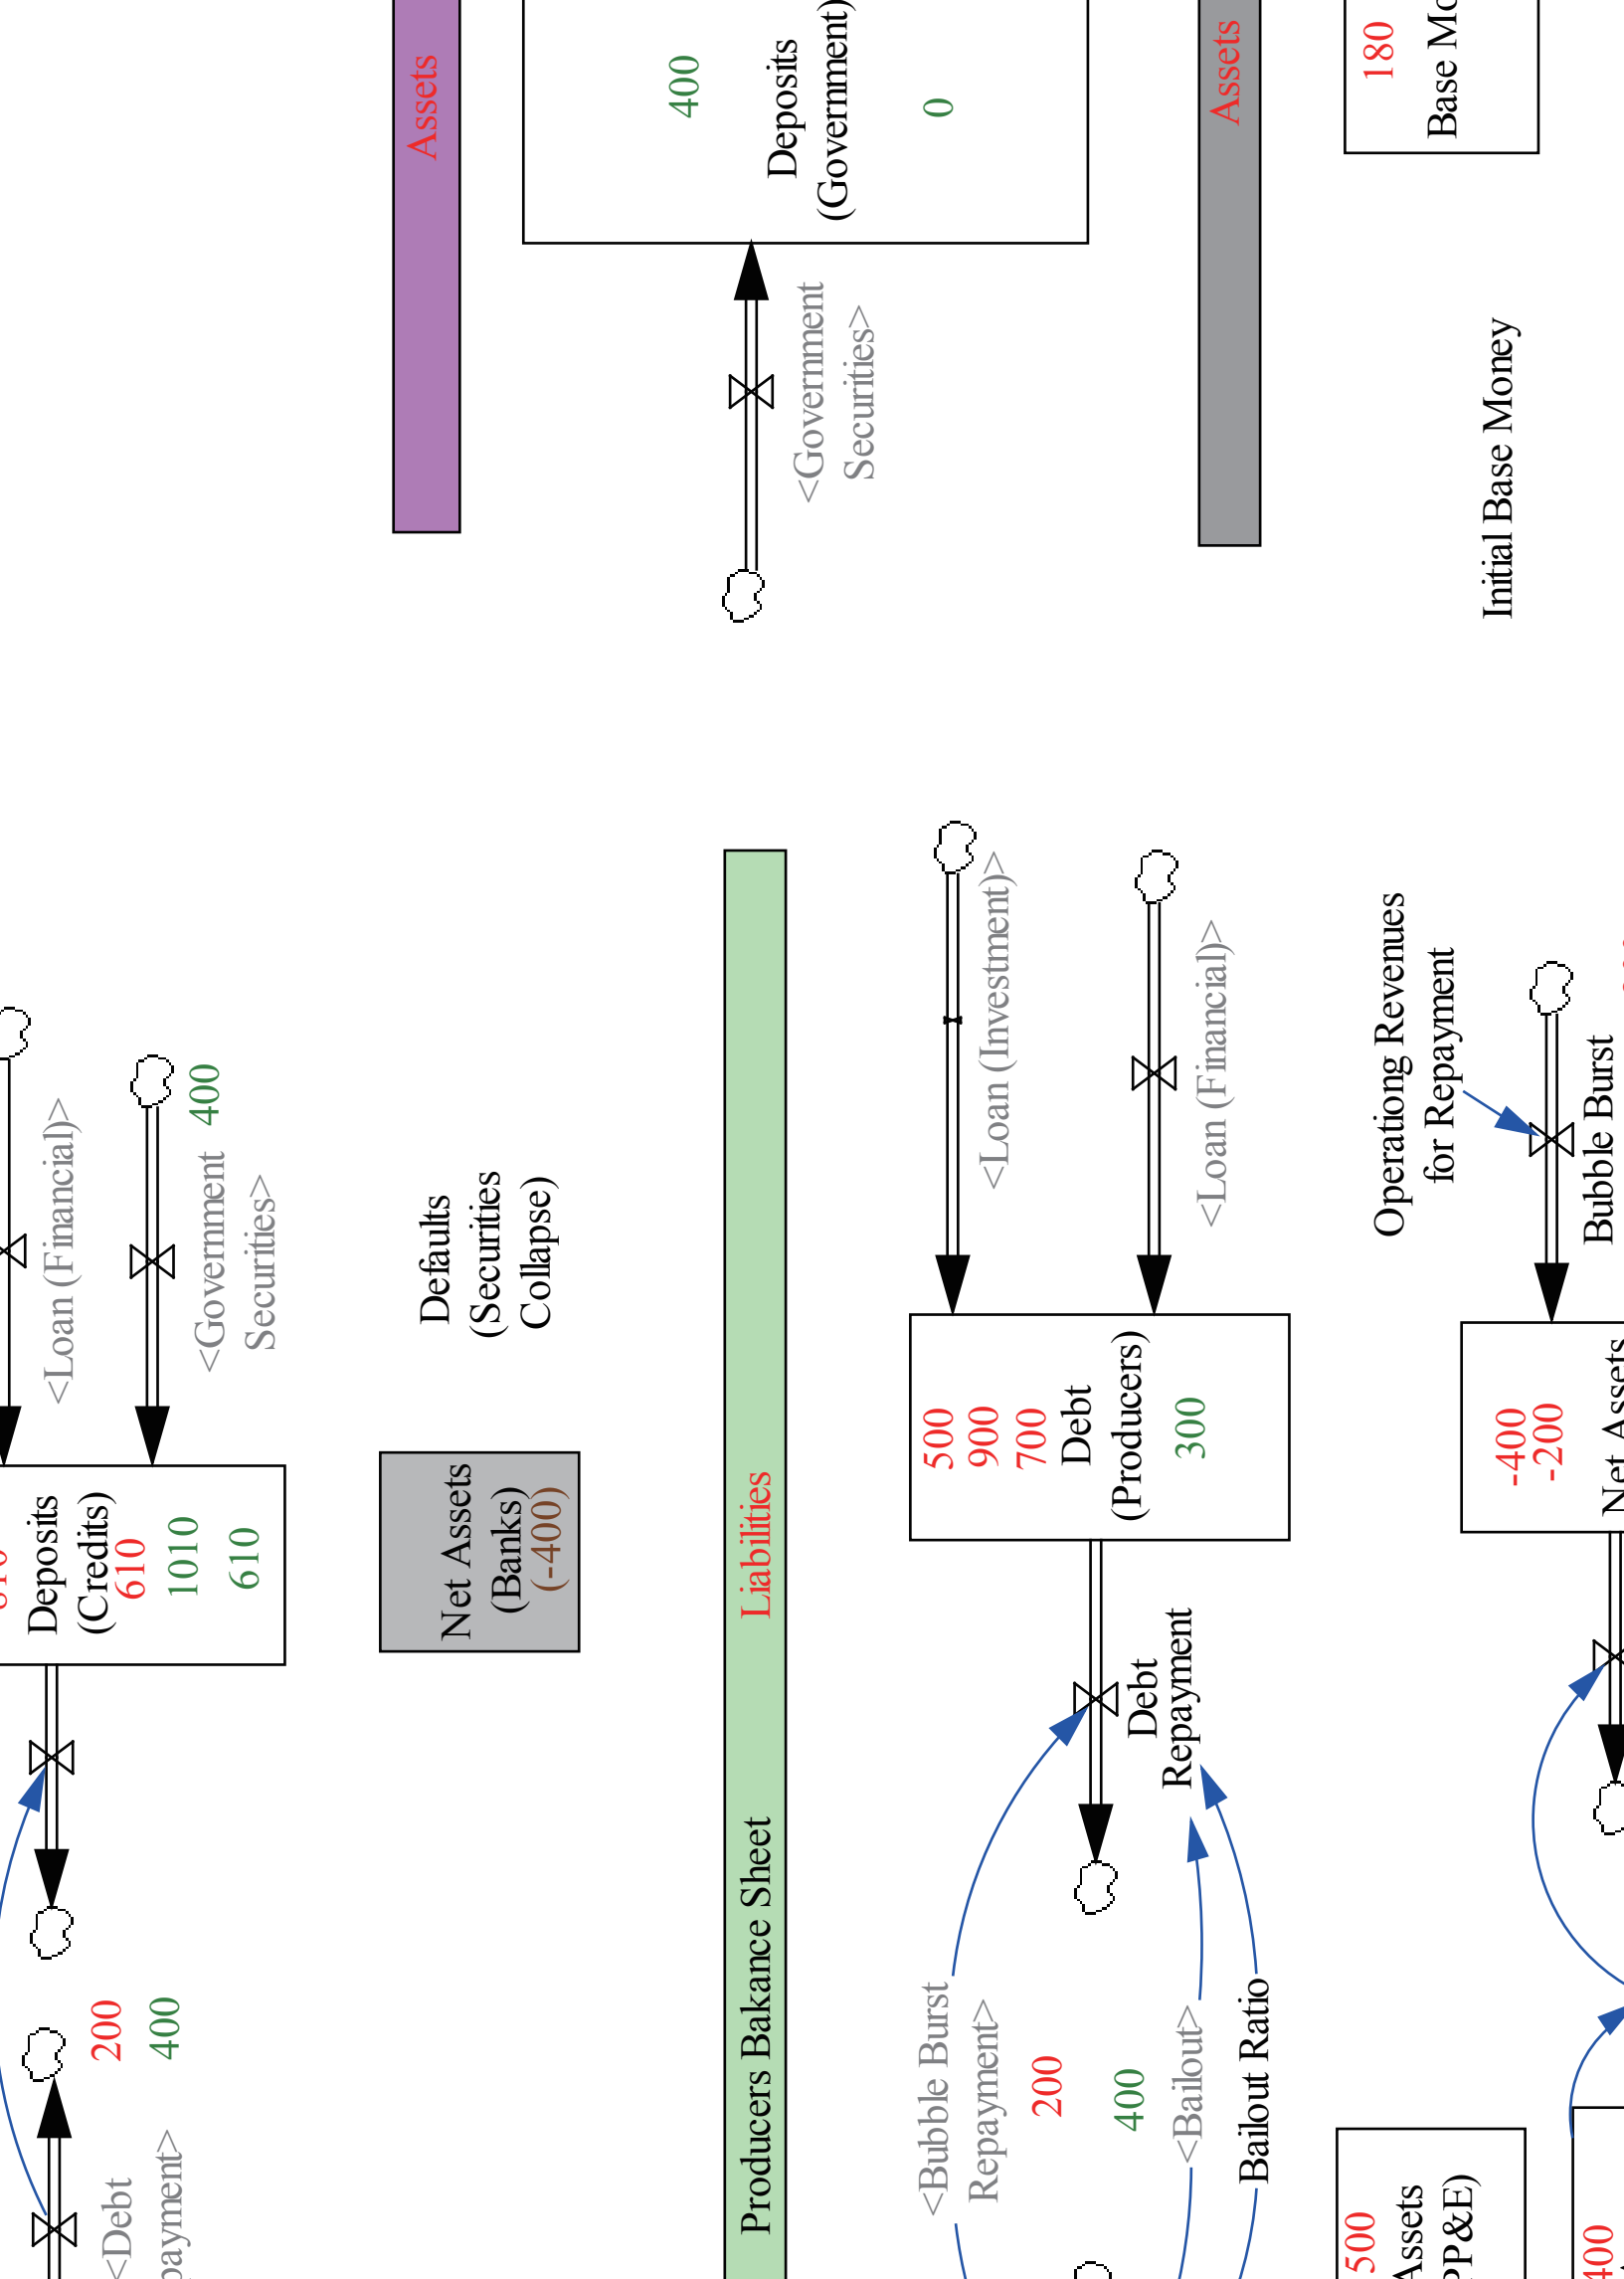 <Loan (Financial)>
Deposits
(Credits)
610
1010
610
<Government
Securities>
400
200
400
<Debt
Net Assets
(Banks)
(-400)
Defaults
(Securities
Collapse)
Assets
400
Deposits
(Government)
0
<Government
Securities>
Producers Bakance Sheet
Liabilities
<Bubble Burst
Repayment>
200
400
<Bailout>
Bailout Ratio
Debt
Repayment
500
900
700
Debt
(Producers)
300
<Loan (Investment)>
<Loan (Financial)>
Assets
180
Base
Initial Base Money
Operationg Revenues
for Repayment
Bubble Burst
-400
-200
Net Assets
500
Assets
400